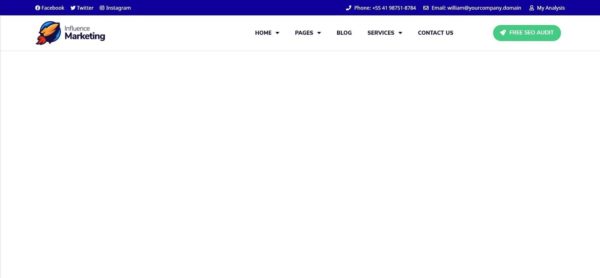 Facebook Twitter Instagram Phone: +55 41 98751-8784 Email: william@yourcompany.domain My Analysis
Influence
Marketing
HOME PAGES BLOG SERVICES CONTACT US FREE SEO AUDIT